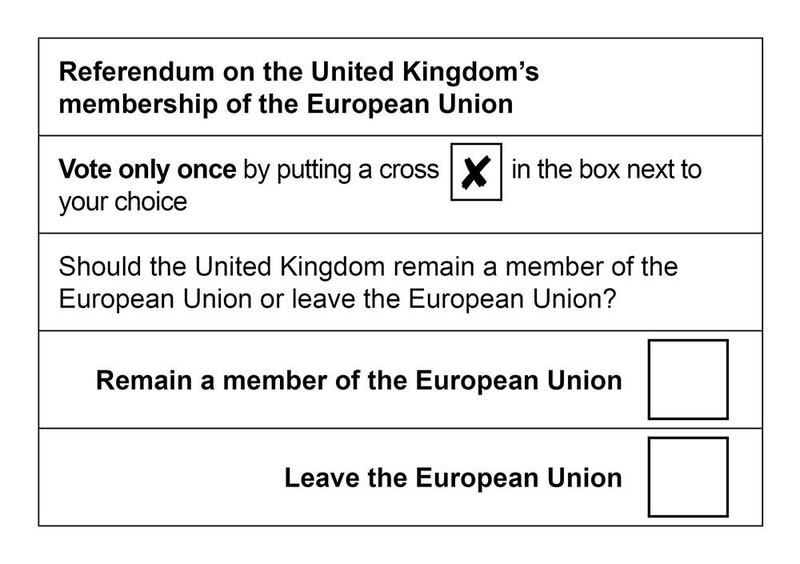 Referendum on the United Kingdom’s
membership of the European Union
Vote only once by putting a cross ✘ in the box next to
your choice
Should the United Kingdom remain a member of the
European Union or leave the European Union?
Remain a member of the European Union
Leave the European Union